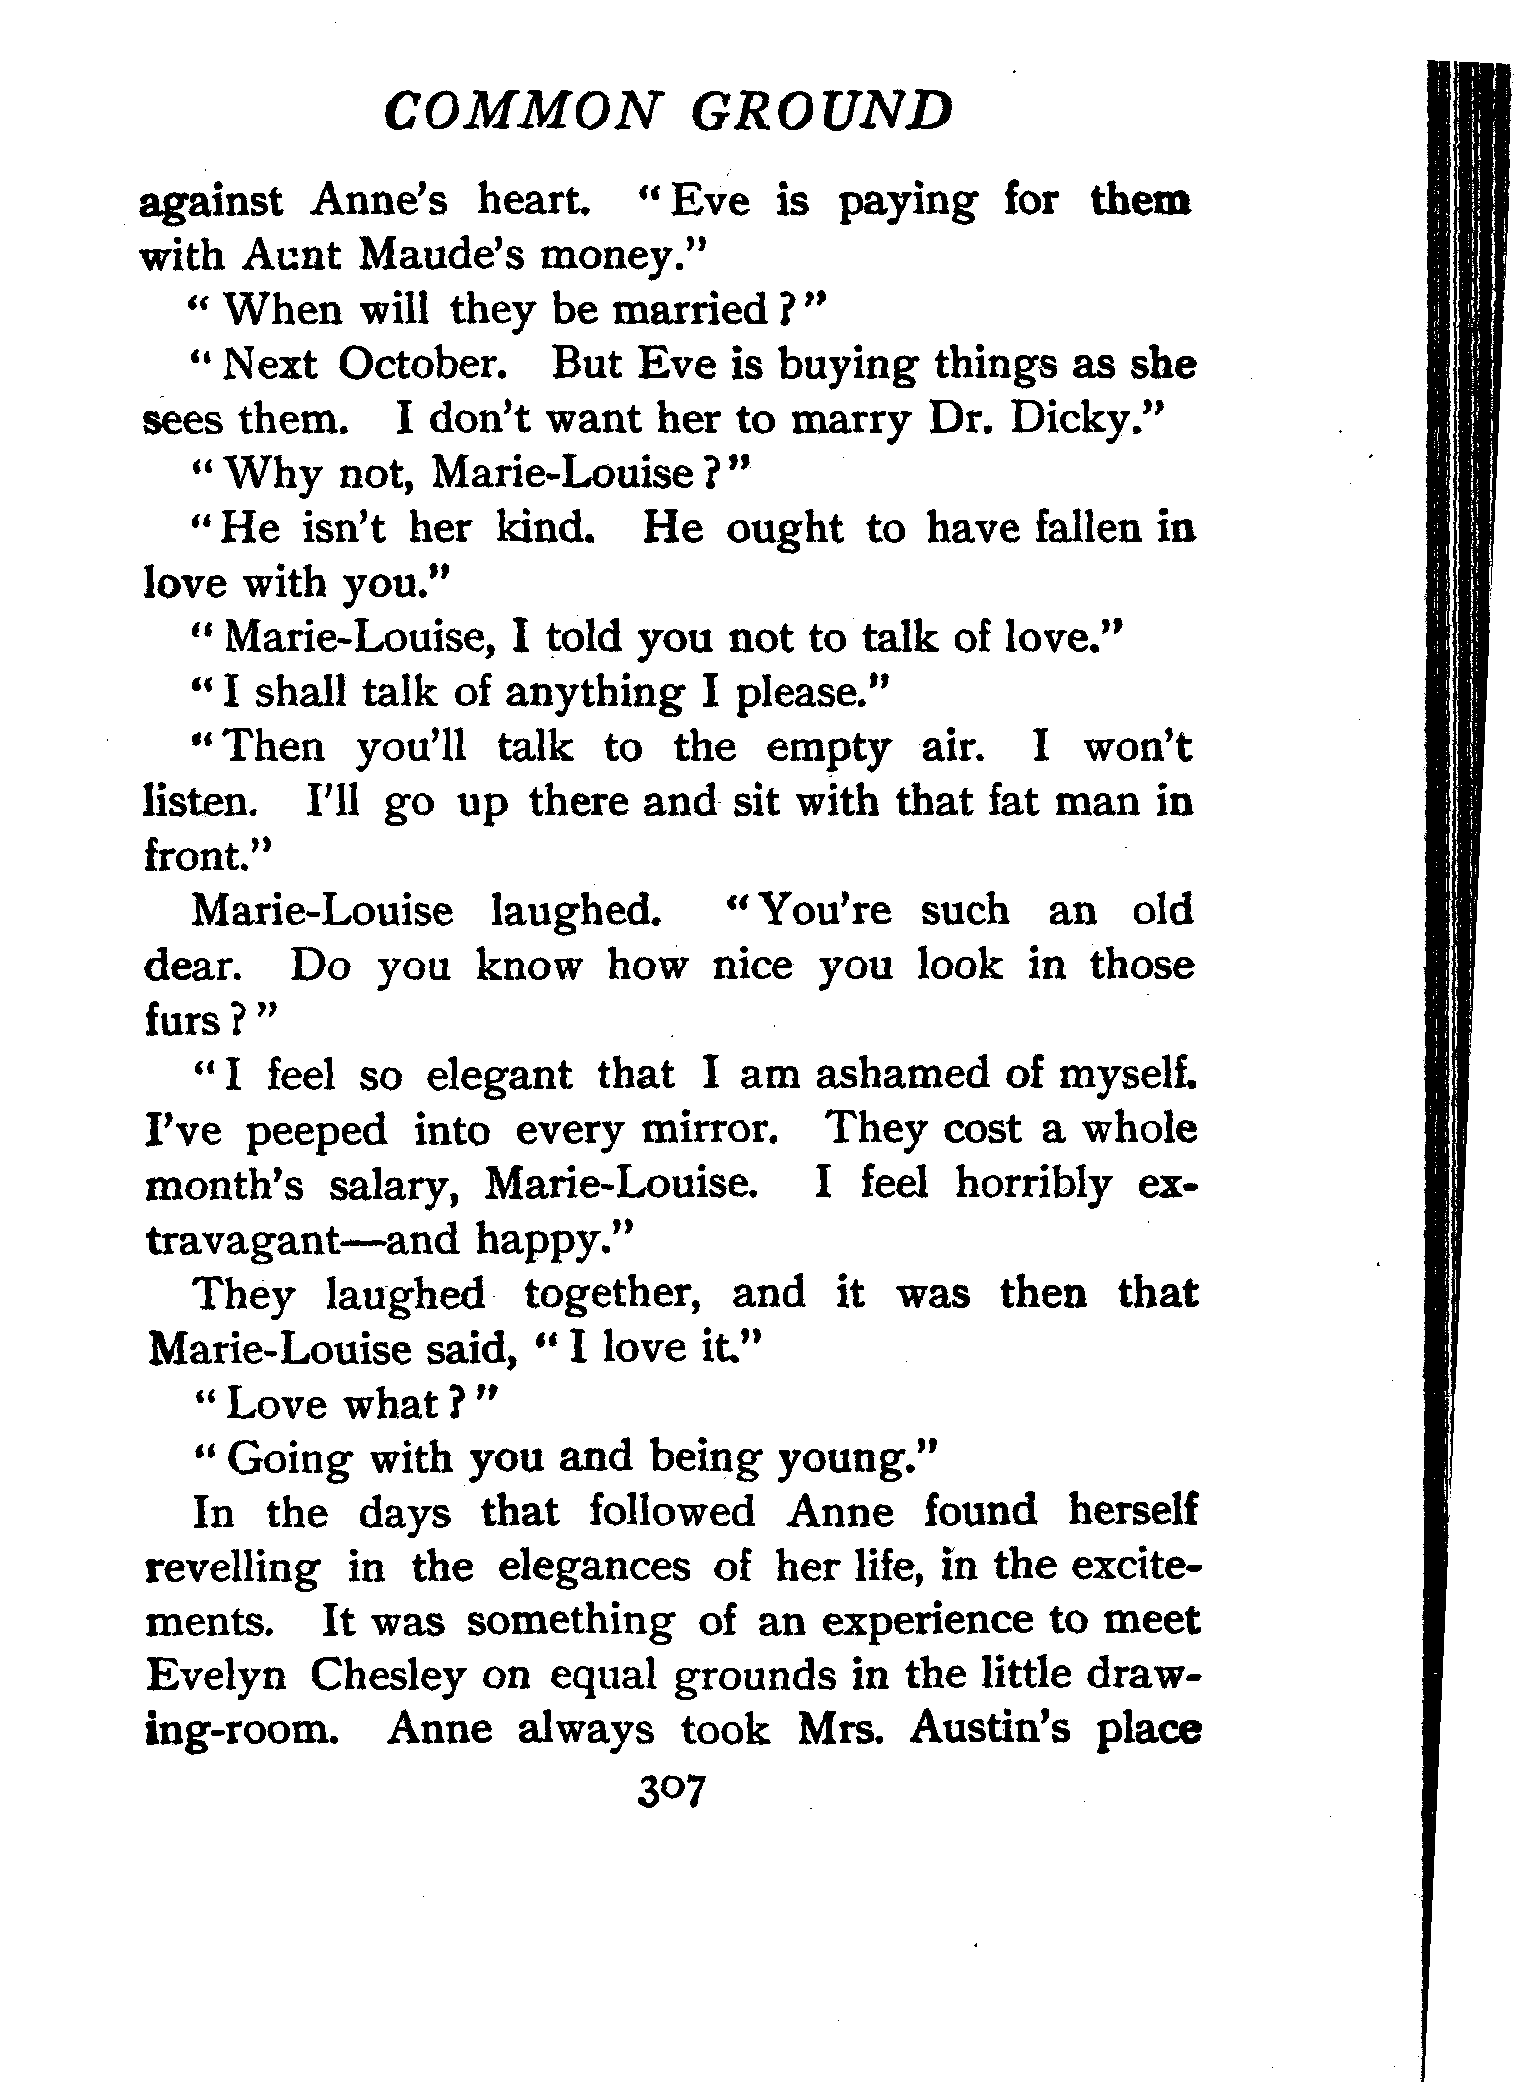 COMMON GROUND
against Anne's heart. "Eve is paying for them
with Aunt Maude's money."
"When will they be married?"
"Next October. But Eve is buying things as she
sees them. I don't want her to marry Dr. Dicky."
"Why not, Marie-Louise?"
"He isn't her kind. He ought to have fallen in
love with you."
"Marie-Louise, I told you not to talk of love."
"I shall talk of anything I please."
"Then you'll talk to the empty air. I won't
listen. I'll go up there and sit with that fat man in
front."
Marie-Louise laughed. "You're such an old
dear. Do you know how nice you look in those
furs?"
"I feel so elegant that I am ashamed of myself.
I've peeped into every mirror. They cost a whole
month's salary, Marie-Louise. I feel horribly ex-
travagant—and happy."
They laughed together, and it was then that
Marie-Louise said, "I love it."
"Love what?"
"Going with you and being young."
In the days that followed Anne found herself
revelling in the elegances of her life, in the excite-
ments. It was something of an experience to meet
Evelyn Chesley on equal grounds in the little draw-
ing-room. Anne always took Mrs. Austin's place
307